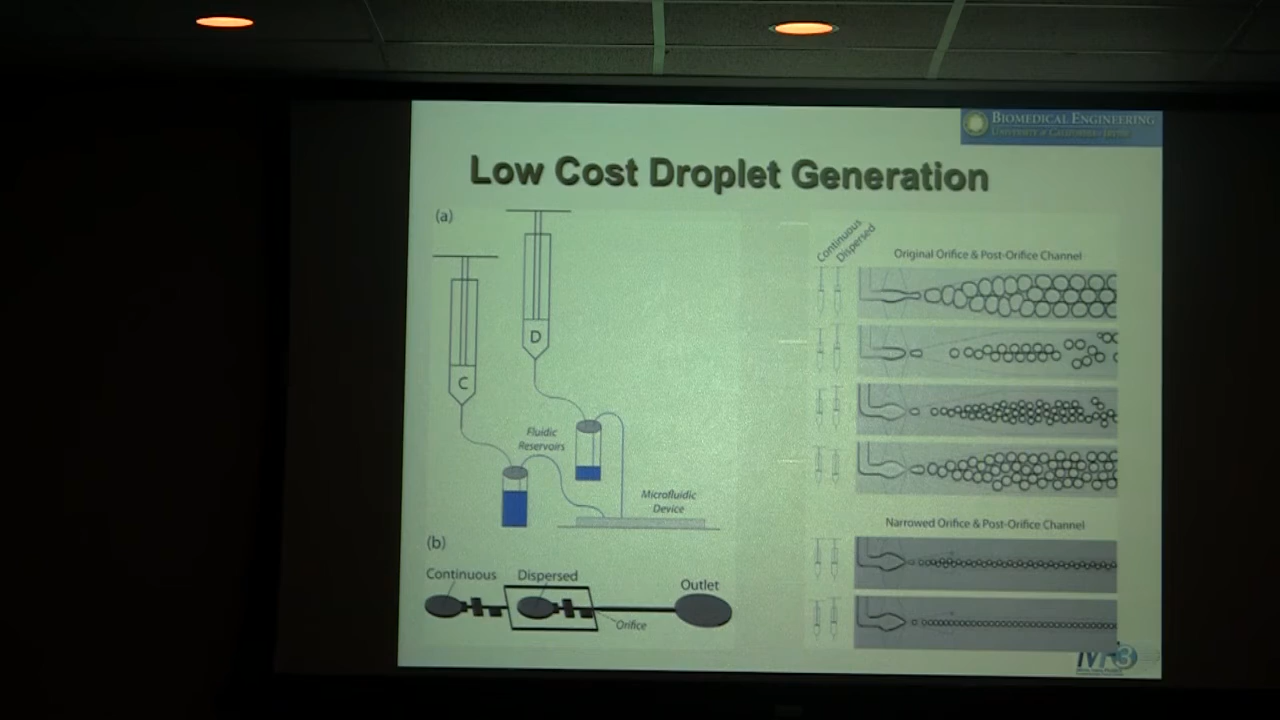 BIOMEDICAL ENGINEERING
UNIVERSITY of CALIFORNIA • IRVINE
Low Cost Droplet Generation
(a)
D
C
Fluidic
Reservoirs
Microfluidic
Device
(b)
Continuous
Dispersed
Outlet
Orifice
Continuous
Dispersed
Original Orifice & Post-Orifice Channel
Narrowed Orifice & Post-Orifice Channel